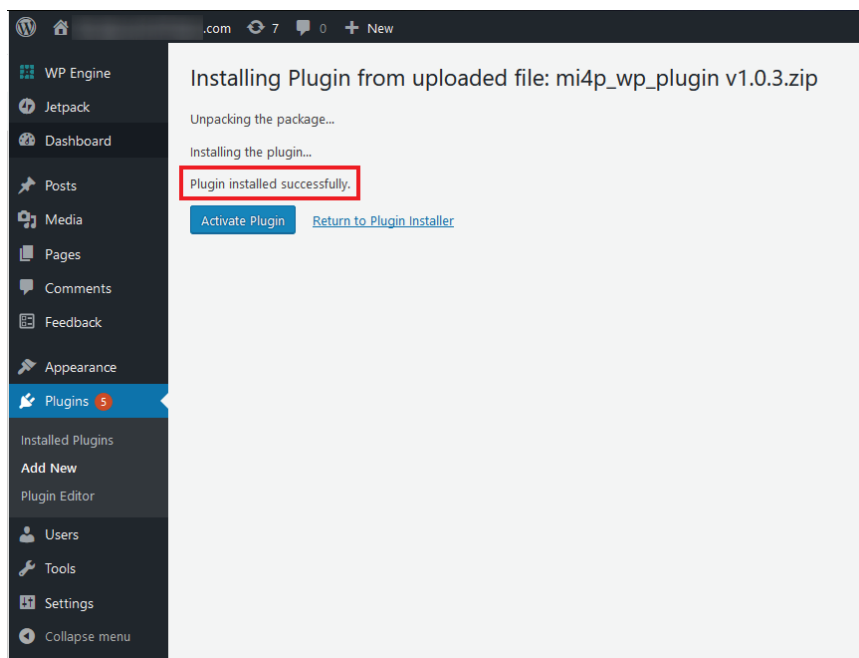 .com 7 0 New
WP Engine
Jetpack
Dashboard
Posts
Media
Pages
Comments
Feedback
Appearance
Plugins 5
Installed Plugins
Add New
Plugin Editor
Users
Tools
Settings
Collapse menu
Installing Plugin from uploaded file: mi4p_wp_plugin v1.0.3.zip
Unpacking the package...
Installing the plugin...
Plugin installed successfully.
Activate Plugin Return to Plugin Installer